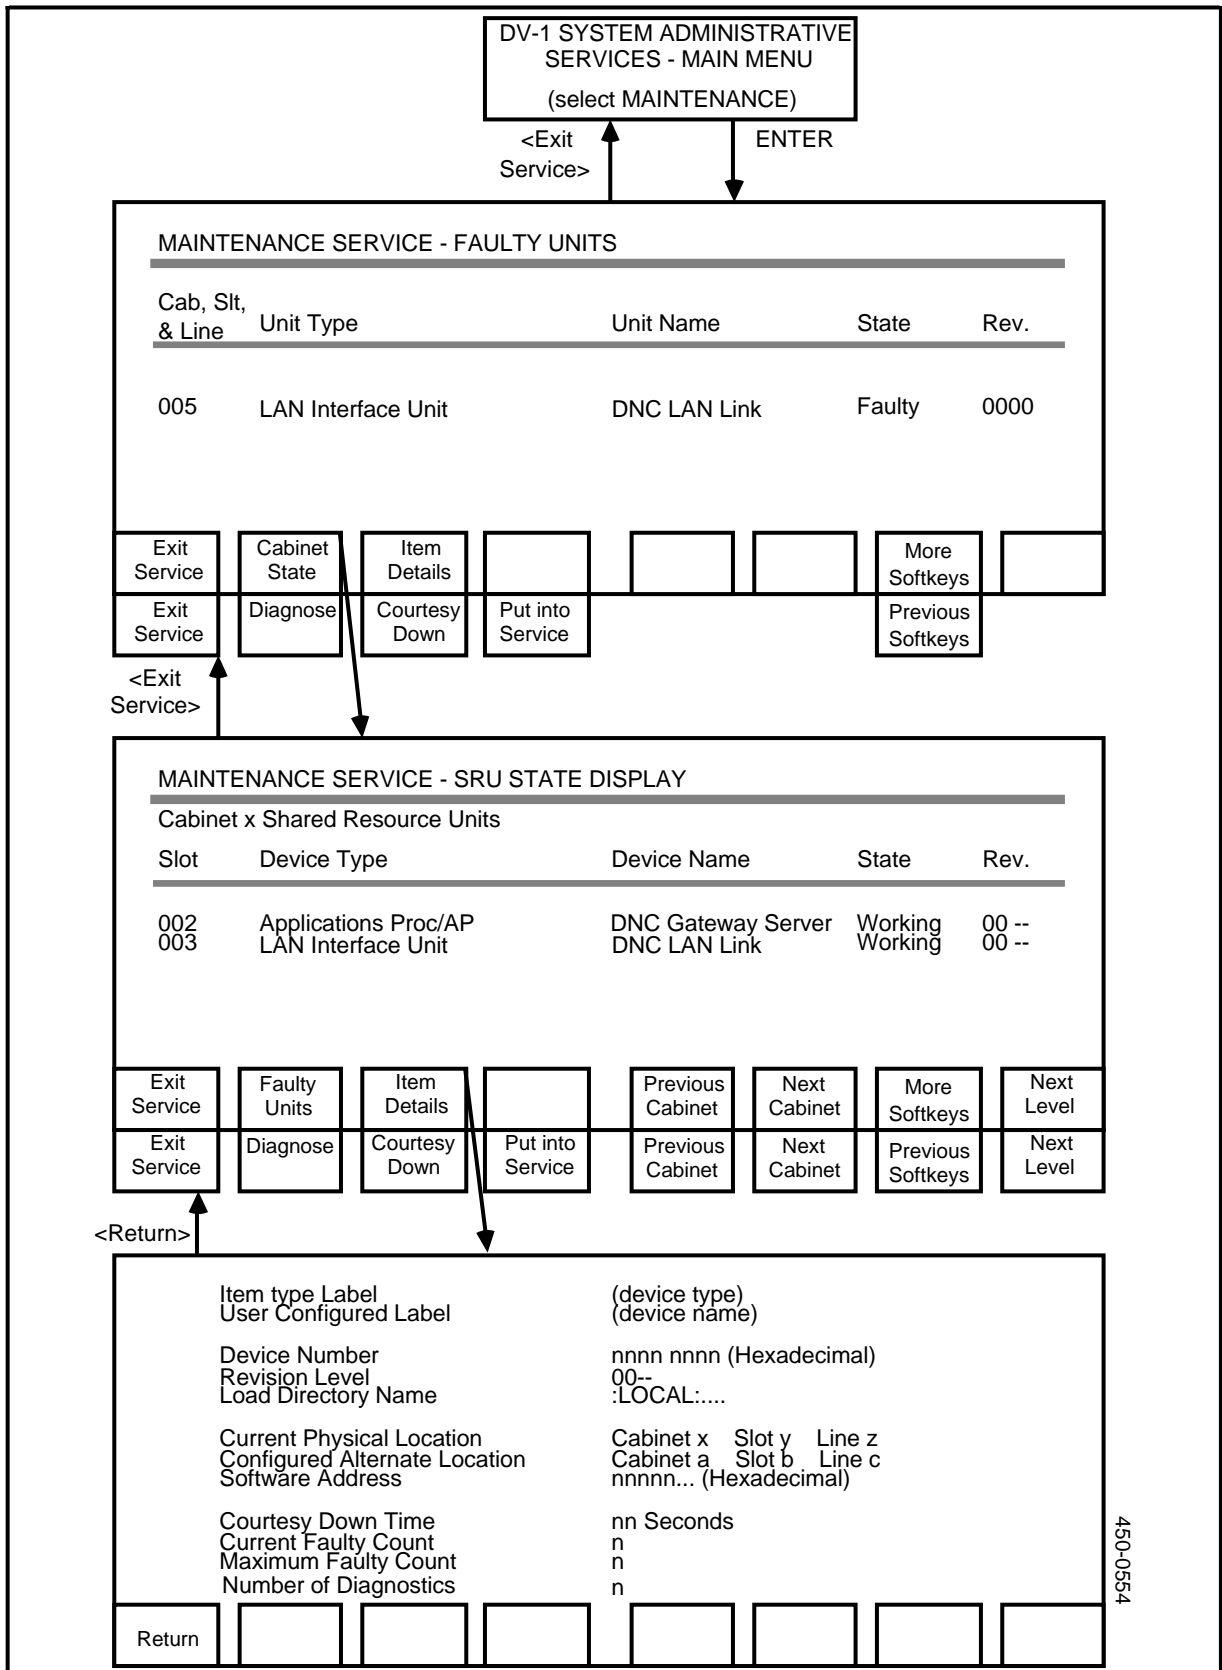 DV-1 SYSTEM ADMINISTRATIVE
SERVICES - MAIN MENU
(select MAINTENANCE)
<Exit
Service>
ENTER
MAINTENANCE SERVICE - FAULTY UNITS
Cab, Slt,
& Line Unit Type Unit Name State Rev.
005 LAN Interface Unit DNC LAN Link Faulty 0000
Exit
Service
Cabinet
State
Item
Details
More
Softkeys
Exit
Service
Diagnose
Courtesy
Down
Put into
Service
Previous
Softkeys
<Exit
Service>
MAINTENANCE SERVICE - SRU STATE DISPLAY
Cabinet x Shared Resource Units
Slot Device Type Device Name State Rev.
002 Applications Proc/AP DNC Gateway Server Working 00 --
003 LAN Interface Unit DNC LAN Link Working 00 --
Exit
Service
Faulty
Units
Item
Details
Previous
Cabinet
Next
Cabinet
More
Softkeys
Next
Level
Exit
Service
Diagnose
Courtesy
Down
Put into
Service
Previous
Cabinet
Next
Cabinet
Previous
Softkeys
Next
Level
<Return>
Item type Label (device type)
User Configured Label (device name)
Device Number nnnn nnnn (Hexadecimal)
Revision Level 00--
Load Directory Name :LOCAL:....
Current Physical Location Cabinet x Slot y Line z
Configured Alternate Location Cabinet a Slot b Line c
Software Address nnnnn... (Hexadecimal)
Courtesy Down Time nn Seconds
Current Faulty Count n
Maximum Faulty Count n
Number of Diagnostics n
Return
450-0554